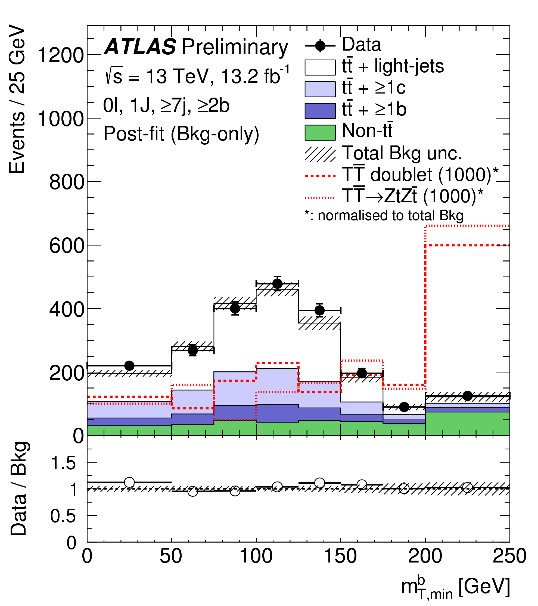 ATLAS Preliminary
√s = 13 TeV, 13.2 fb⁻¹
0l, 1J, ≥7j, ≥2b
Post-fit (Bkg-only)
Data
tt̄ + light-jets
tt̄ + ≥1c
tt̄ + ≥1b
Non-tt̄
Total Bkg unc.
TT̄ doublet (1000)*
TT̄→ZtZt̄ (1000)*
*: normalised to total Bkg
Events / 25 GeV
1200
1000
800
600
400
200
0
Data / Bkg
1.5
1
0.5
0
0 50 100 150 200 250
m^b_T,min [GeV]